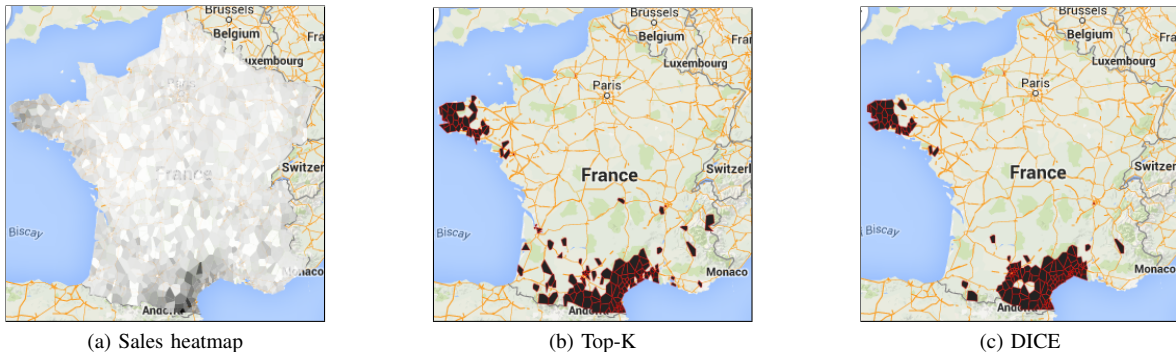 Brussels
Belgium
Fra
Luxembourg
Paris
France
Switzer
Biscay
Monaco
Andorra
(a) Sales heatmap
Brussels
Belgium
Fran
Luxembourg
Paris
France
Switzerl
Biscay
Monaco
Andorra
(b) Top-K
Brussels
Belgium
Fra
Luxembourg
Paris
France
Switzer
Biscay
Monaco
Andorra
(c) DICE